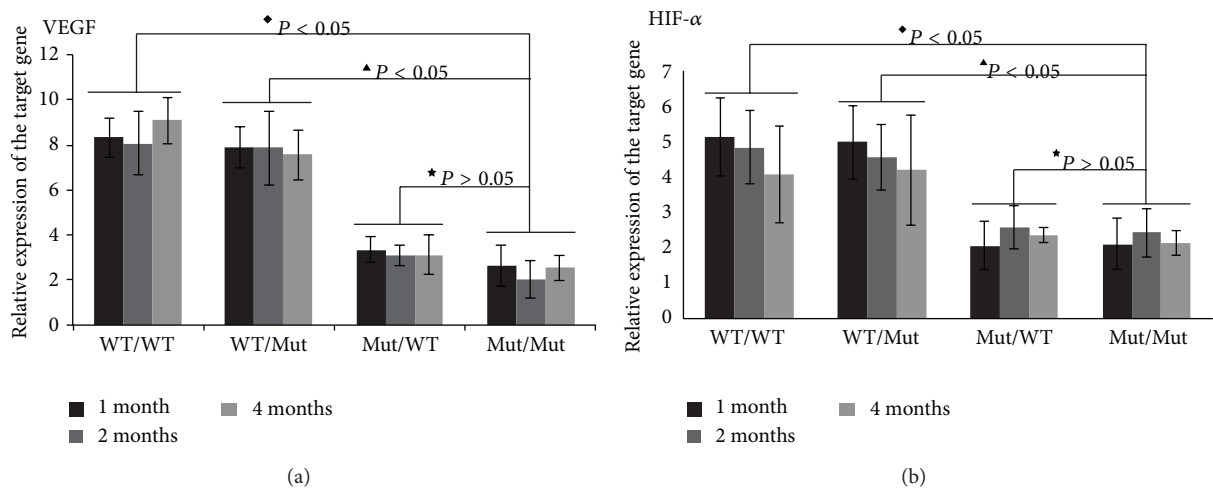 VEGF
◆ P < 0.05
▲ P < 0.05
★ P > 0.05
Relative expression of the target gene
12
10
8
6
4
2
0
WT/WT WT/Mut Mut/WT Mut/Mut
1 month 4 months
2 months
(a)
HIF-α
◆ P < 0.05
▲ P < 0.05
★ P > 0.05
Relative expression of the target gene
7
6
5
4
3
2
1
0
WT/WT WT/Mut Mut/WT Mut/Mut
1 month 4 months
2 months
(b)